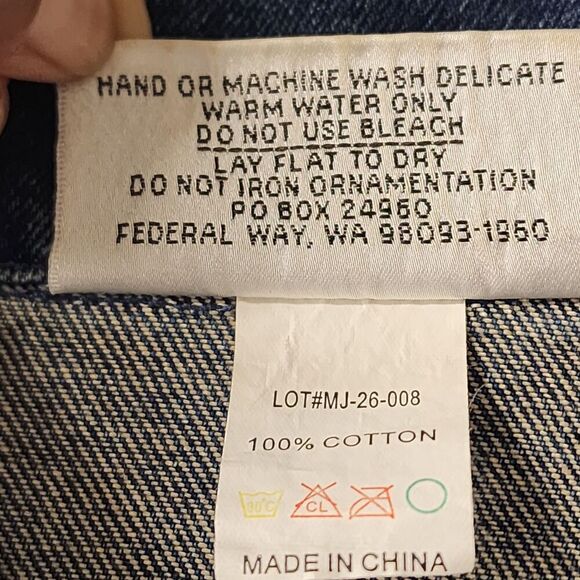 HAND OR MACHINE WASH DELICATE
WARM WATER ONLY
DO NOT USE BLEACH
LAY FLAT TO DRY
DO NOT IRON ORNAMENTATION
PO BOX 24960
FEDERAL WAY, WA 98093-1960
LOT#MJ-26-008
100% COTTON
30°C CL
MADE IN CHINA